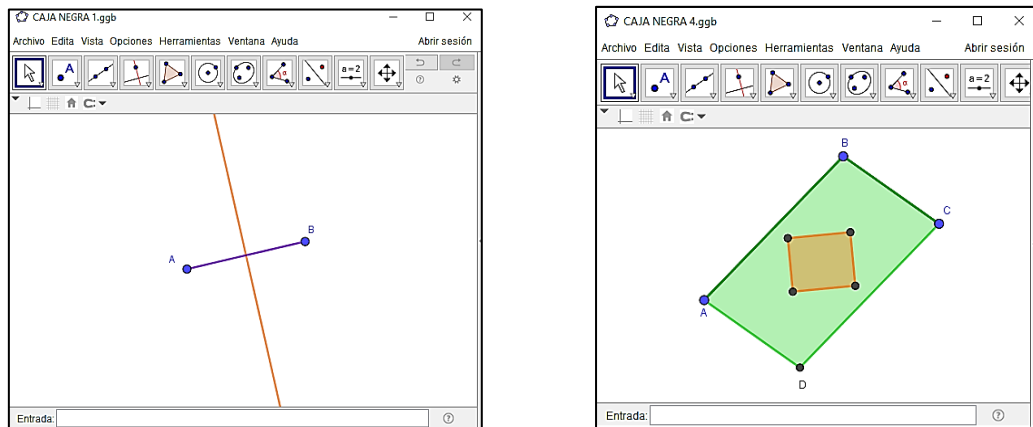 CAJA NEGRA 1.ggb
Archivo Edita Vista Opciones Herramientas Ventana Ayuda Abrir sesión
A
α
a=2
A
B
Entrada:
CAJA NEGRA 4.ggb
Archivo Edita Vista Opciones Herramientas Ventana Ayuda Abrir sesión
A
α
a=2
B
C
A
D
Entrada: